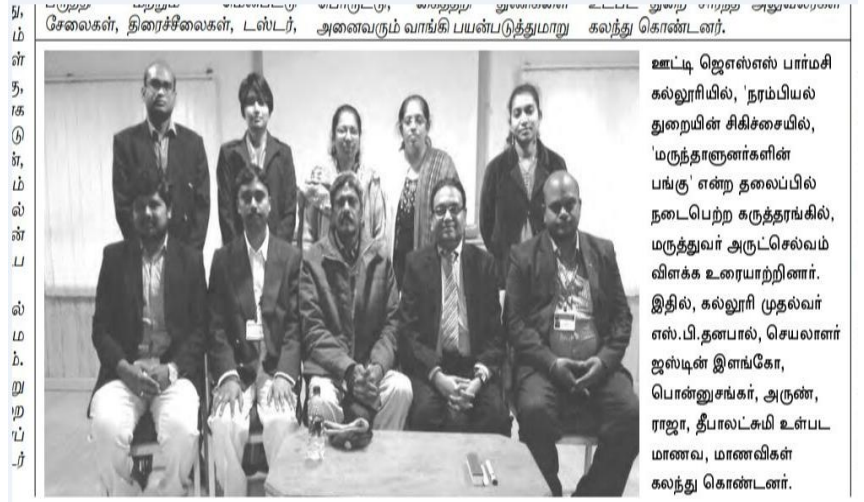 சேலைகள், திரைச்சீலைகள், டஸ்டர்,
அனைவரும் வாங்கி பயன்படுத்துமாறு
கலந்து கொண்டனர்.
ஊட்டி ஜெஎஸ்எஸ் பார்மசி
கல்லூரியில், 'நரம்பியல்
துறையின் சிகிச்சையில்,
'மருந்தாளுனர்களின்
பங்கு' என்ற தலைப்பில்
நடைபெற்ற கருத்தரங்கில்,
மருத்துவர் அருட்செல்வம்
விளக்க உரையாற்றினார்.
இதில், கல்லூரி முதல்வர்
எஸ்.பி.தனபால், செயலாளர்
ஜஸ்டின் இளங்கோ,
பொன்னுசங்கர், அருண்,
ராஜா, தீபாலட்சுமி உள்பட
மாணவ, மாணவிகள்
கலந்து கொண்டனர்.